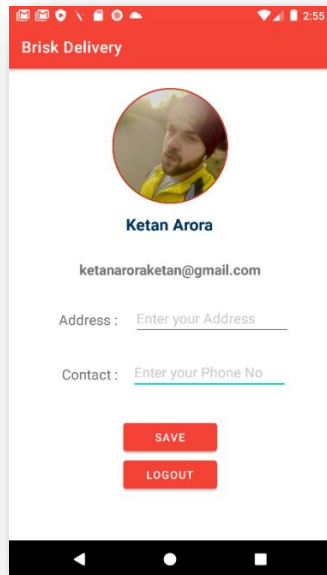 2:55
Brisk Delivery
Ketan Arora
ketanaroraketan@gmail.com
Address : Enter your Address
Contact : Enter your Phone No
SAVE
LOGOUT